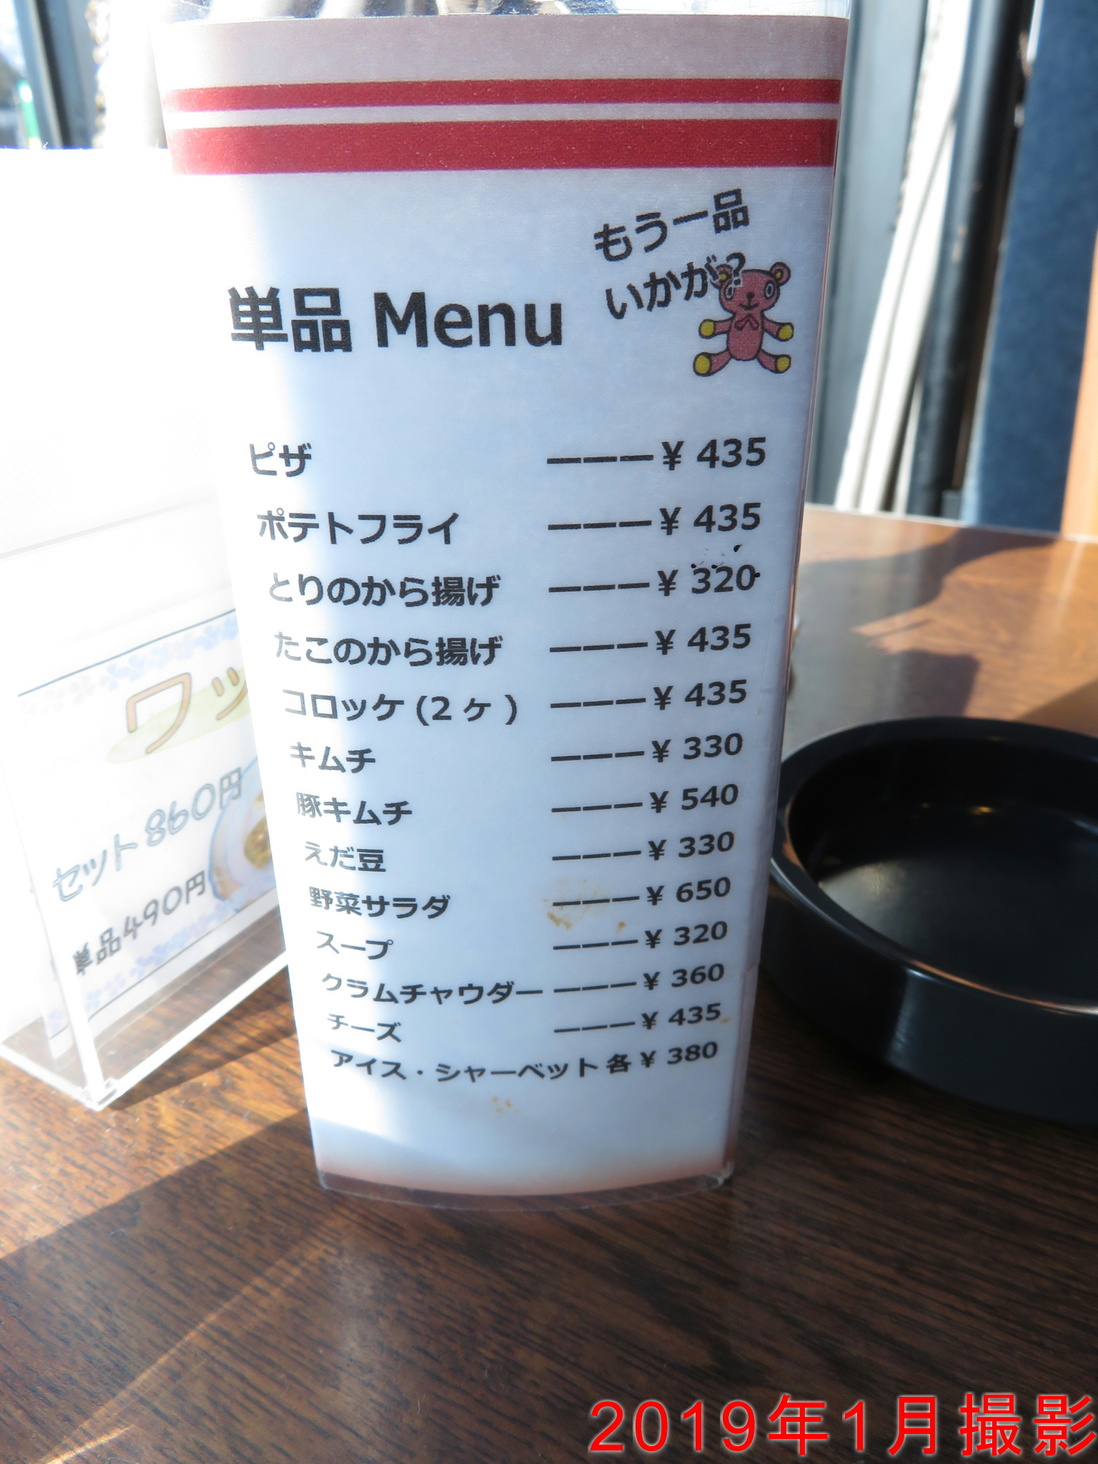 もう一品
いかが?
単品 Menu
ピザ ーーー¥ 435
ポテトフライ ーーー¥ 435
とりのから揚げ ーーー¥ 320
たこのから揚げ ーーー¥ 435
コロッケ (2 ヶ ) ーーー¥ 435
キムチ ーーー¥ 330
豚キムチ ーーー¥ 540
えだ豆 ーーー¥ 330
野菜サラダ ーーー¥ 650
スープ ーーー¥ 320
クラムチャウダー ーーー¥ 360
チーズ ーーー¥ 435
アイス・シャーベット 各 ¥ 380
ワッ
セット 860円
単品490円
2019年1月撮影